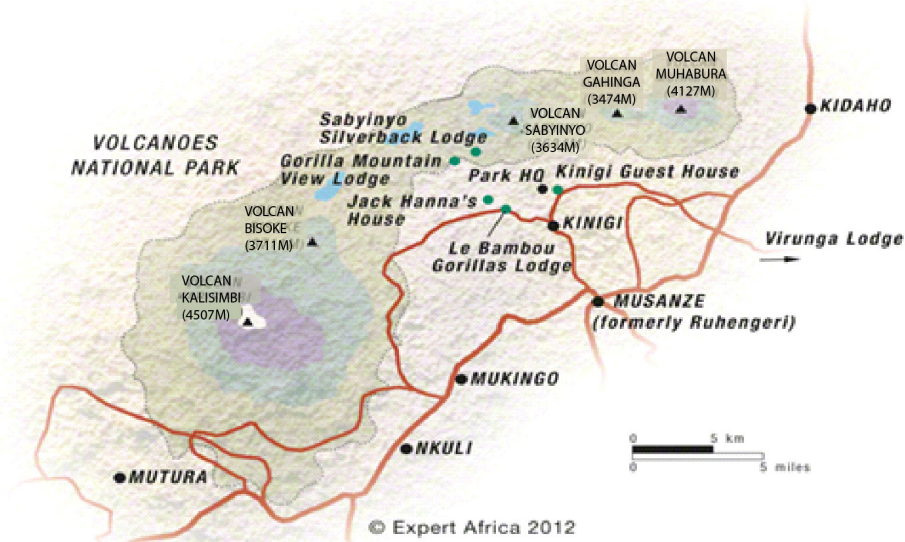 VOLCAN
MUHABURA
(4127M)
VOLCAN
GAHINGA
(3474M)
KIDAHO
VOLCAN
SABYINYO
(3634M)
Sabyinyo
Silverback Lodge
VOLCANOES
NATIONAL PARK
Gorilla Mountain
View Lodge
Park HQ
Kinigi Guest House
Jack Hanna's
House
VOLCAN
BISOKE
(3711M)
KINIGI
Le Bambou
Gorillas Lodge
Virunga Lodge
VOLCAN
KALISIMBI
(4507M)
MUSANZE
(formerly Ruhengeri)
MUKINGO
NKULI
MUTURA
0 5 km
0 5 miles
© Expert Africa 2012